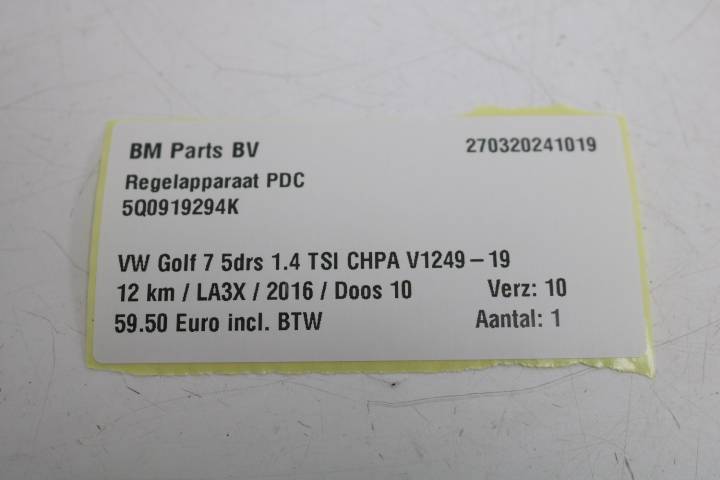 BM Parts BV 270320241019
Regelapparaat PDC
5Q0919294K
VW Golf 7 5drs 1.4 TSI CHPA V1249-19
12 km / LA3X / 2016 / Doos 10 Verz: 10
59.50 Euro incl. BTW Aantal: 1